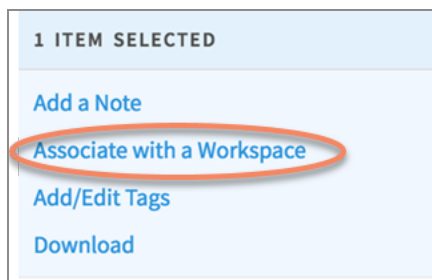 1 ITEM SELECTED
Add a Note
Associate with a Workspace
Add/Edit Tags
Download